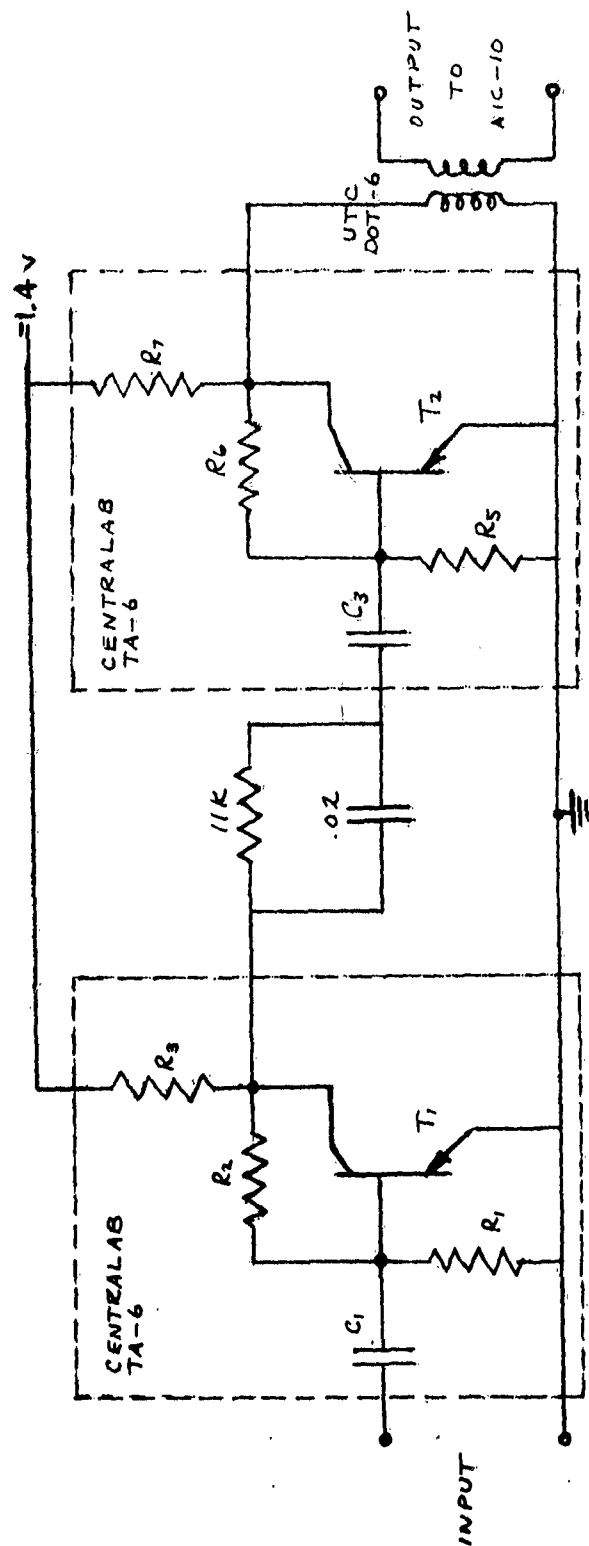 =1.4 V
CENTRALAB
TA-6
R3
R2
T1
C1
R1
INPUT
11K
.02
CENTRALAB
TA-6
R7
R6
T2
C3
R5
UTC
DOT-6
OUTPUT
TO
AIC-10